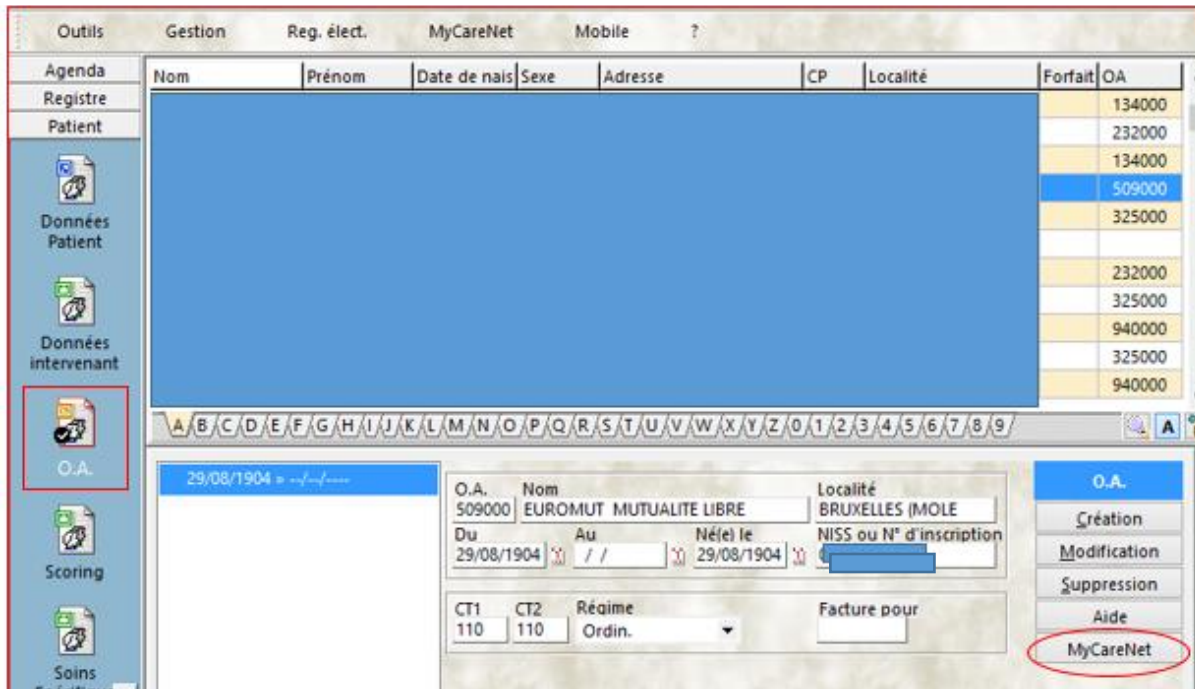 Outils Gestion Reg. élect. MyCareNet Mobile ?
Agenda
Registre
Patient
Données
Patient
Données
intervenant
O.A.
Scoring
Soins
Nom Prénom Date de nais Sexe Adresse CP Localité Forfait OA
134000
232000
134000
509000
325000
232000
325000
940000
325000
940000
A B C D E F G H I J K L M N O P Q R S T U V W X Y Z 0 1 2 3 4 5 6 7 8 9
A
29/08/1904 » --/--/----
O.A. Nom Localité
509000 EUROMUT MUTUALITE LIBRE BRUXELLES (MOLE
Du Au Né(e) le NISS ou N° d'inscription
29/08/1904 / / 29/08/1904
CT1 CT2 Régime Facture pour
110 110 Ordin.
O.A.
Création
Modification
Suppression
Aide
MyCareNet